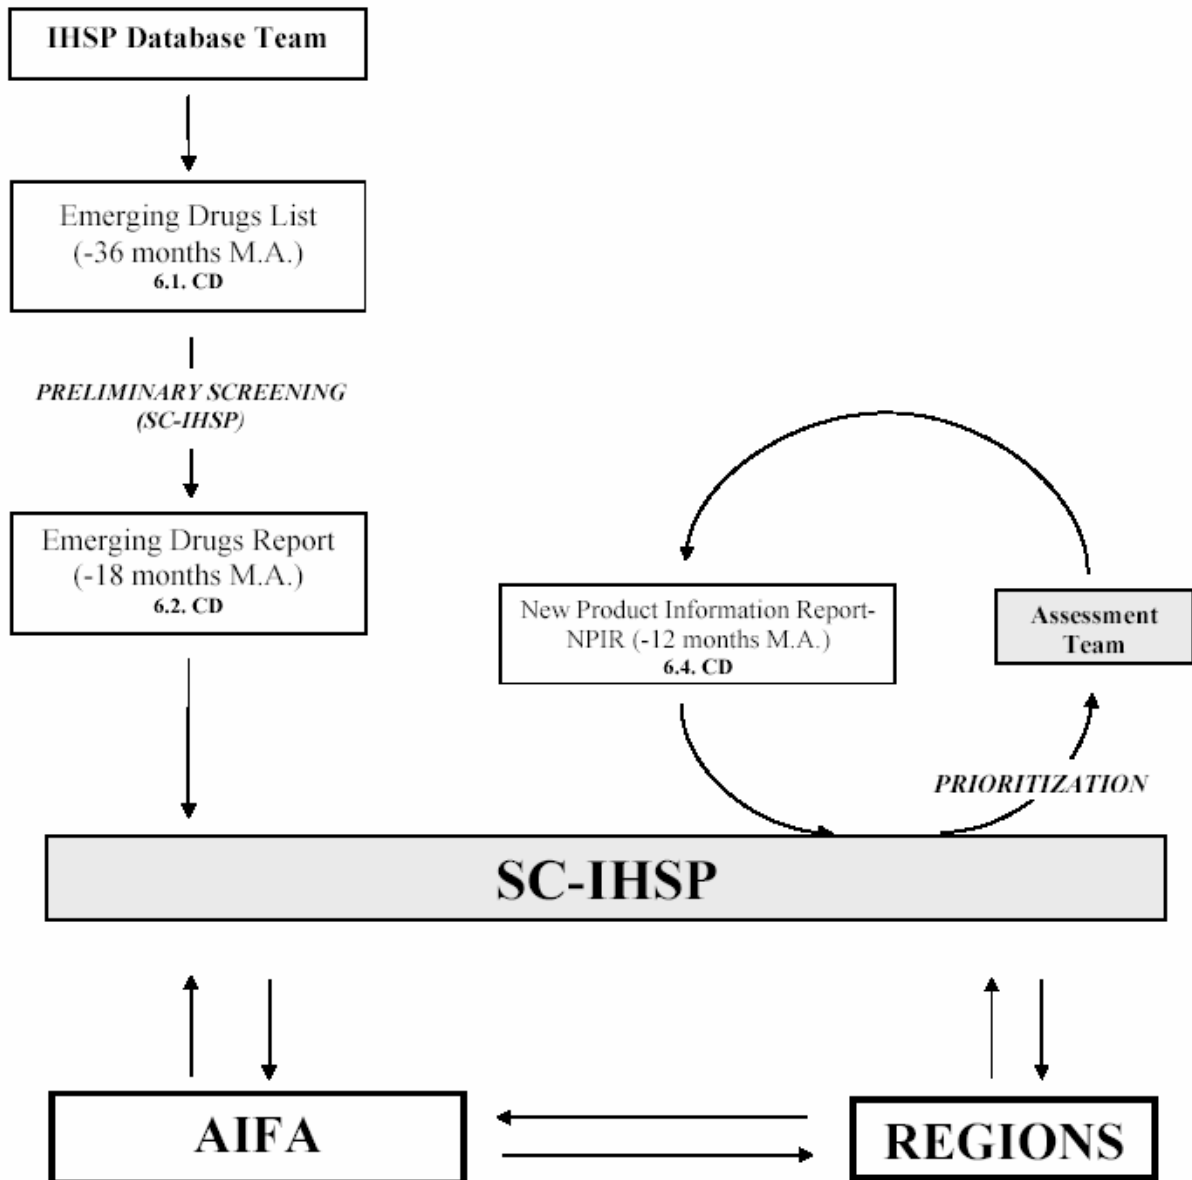 IHSP Database Team
Emerging Drugs List
(-36 months M.A.)
6.1. CD
PRELIMINARY SCREENING
(SC-IHSP)
Emerging Drugs Report
(-18 months M.A.)
6.2. CD
New Product Information Report-
NPIR (-12 months M.A.)
6.4. CD
Assessment
Team
PRIORITIZATION
SC-IHSP
AIFA
REGIONS